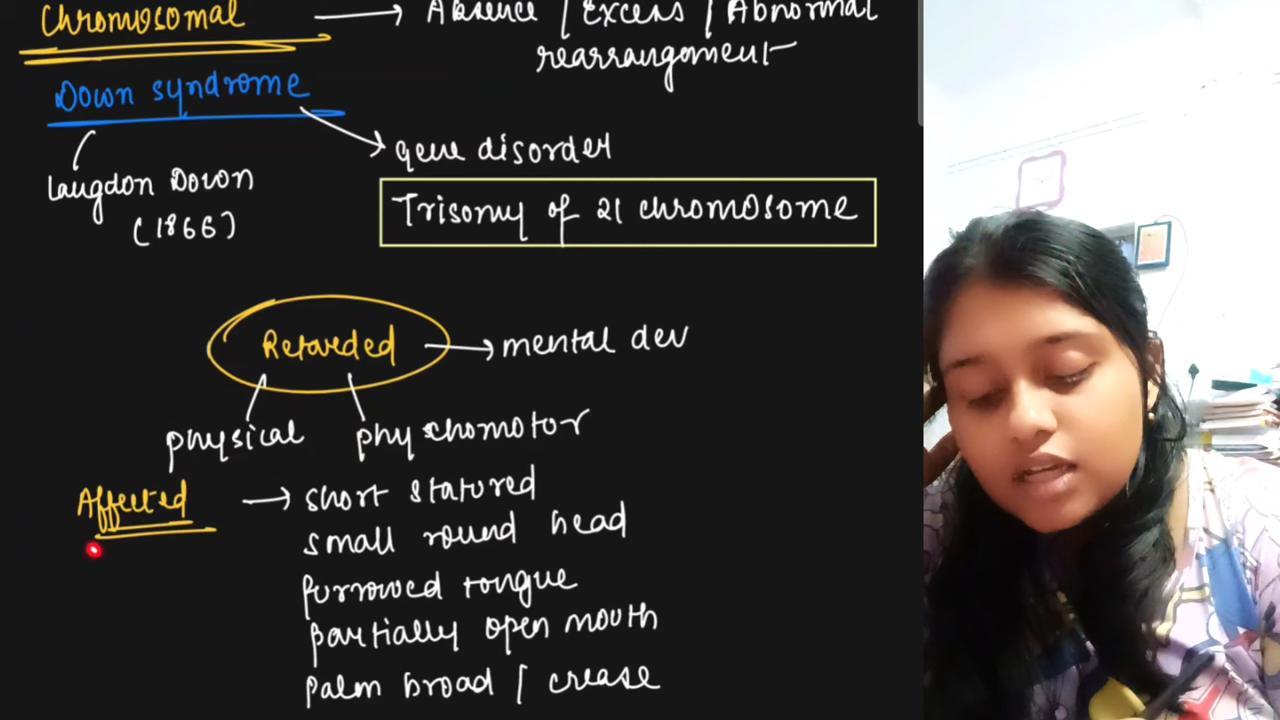 Chromosomal → Absence / Excess / Abnormal
rearrangement
Down syndrome
gene disorder
Langdon Down
(1866)
Trisomy of 21 chromosome
Retarded → mental dev
physical phychomotor
Affected → short statured
small round head
furrowed tongue
partially open mouth
palm broad / crease